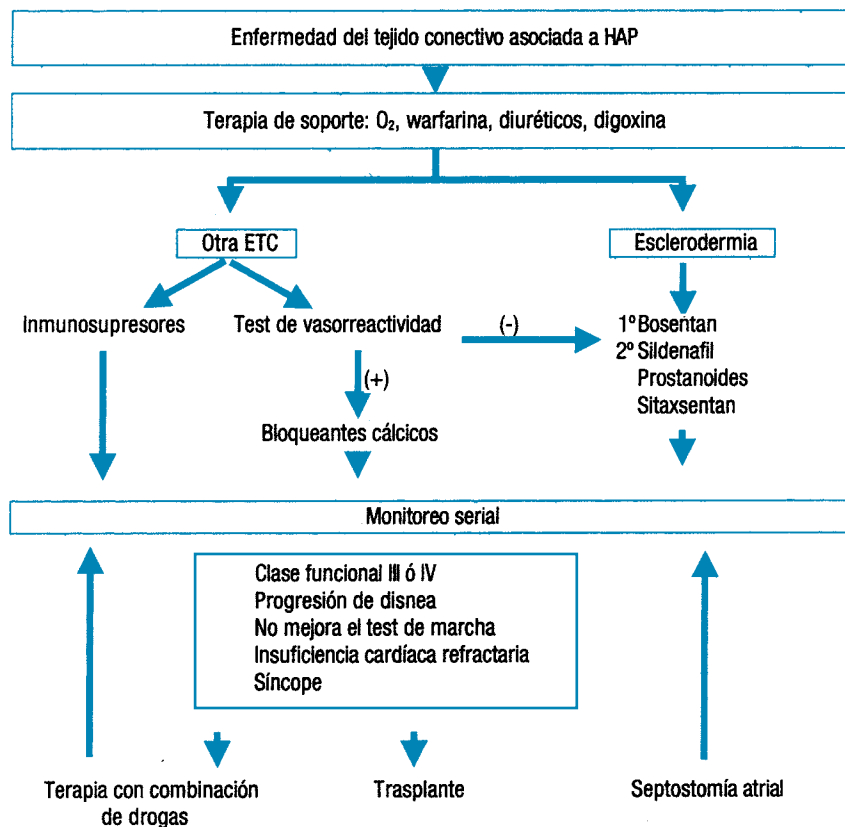 Enfermedad del tejido conectivo asociada a HAP
Terapia de soporte: O₂, warfarina, diuréticos, digoxina
Otra ETC
Esclerodermia
Inmunosupresores
Test de vasorreactividad
(-)
1º Bosentan
2º Sildenafil
Prostanoides
Sitaxsentan
(+)
Bloqueantes cálcicos
Monitoreo serial
Clase funcional III ó IV
Progresión de disnea
No mejora el test de marcha
Insuficiencia cardíaca refractaria
Síncope
Terapia con combinación
de drogas
Trasplante
Septostomía atrial